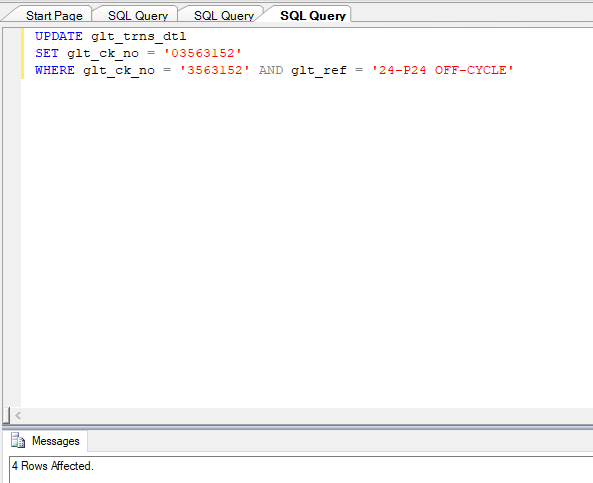 Start Page SQL Query SQL Query SQL Query
UPDATE glt_trns_dtl
SET glt_ck_no = '03563152'
WHERE glt_ck_no = '3563152' AND glt_ref = '24-P24 OFF-CYCLE'
Messages
4 Rows Affected.